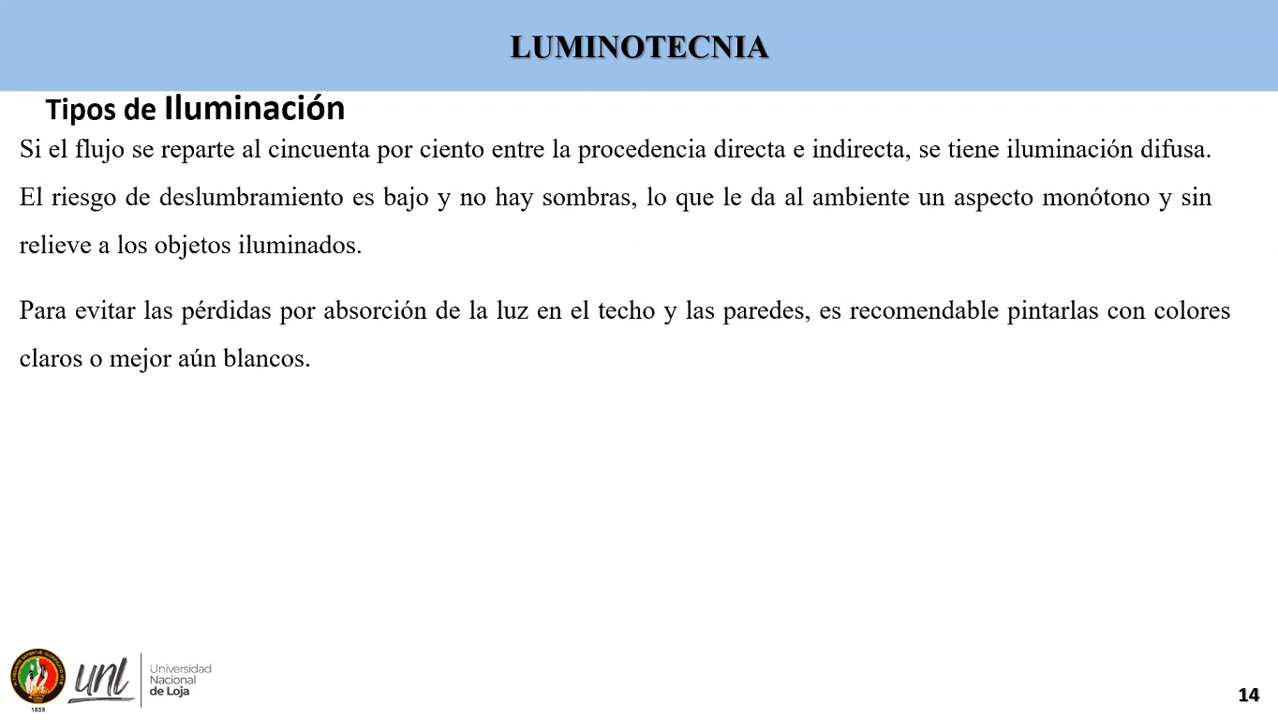 LUMINOTECNIA
Tipos de Iluminación
Si el flujo se reparte al cincuenta por ciento entre la procedencia directa e indirecta, se tiene iluminación difusa.
El riesgo de deslumbramiento es bajo y no hay sombras, lo que le da al ambiente un aspecto monótono y sin
relieve a los objetos iluminados.
Para evitar las pérdidas por absorción de la luz en el techo y las paredes, es recomendable pintarlas con colores
claros o mejor aún blancos.
unl
Universidad
Nacional
de Loja
1859
14